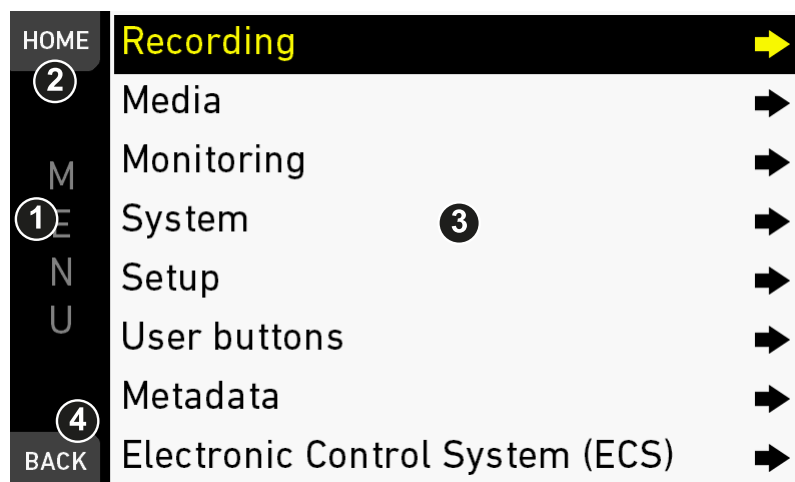 HOME
2
M
1 E
N
U
4
BACK
Recording
Media
Monitoring
System
3
Setup
User buttons
Metadata
Electronic Control System (ECS)